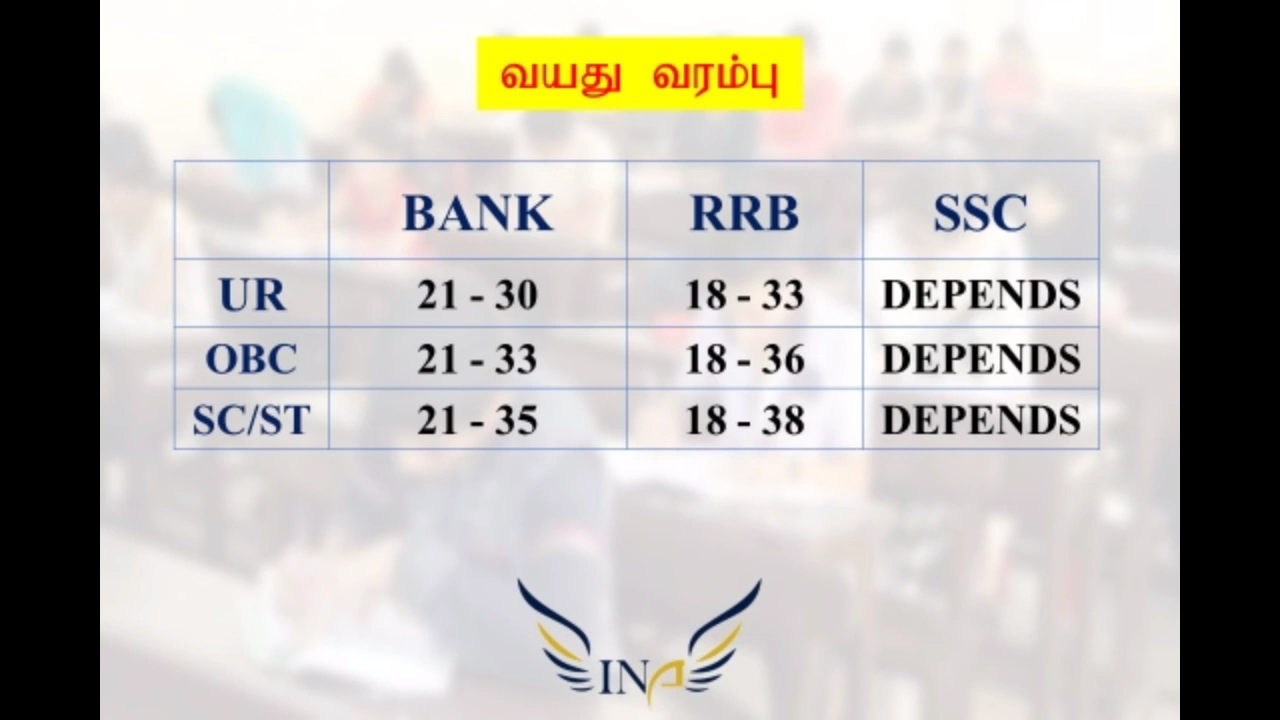 வயது வரம்பு
BANK RRB SSC
UR 21 - 30 18 - 33 DEPENDS
OBC 21 - 33 18 - 36 DEPENDS
SC/ST 21 - 35 18 - 38 DEPENDS
INA